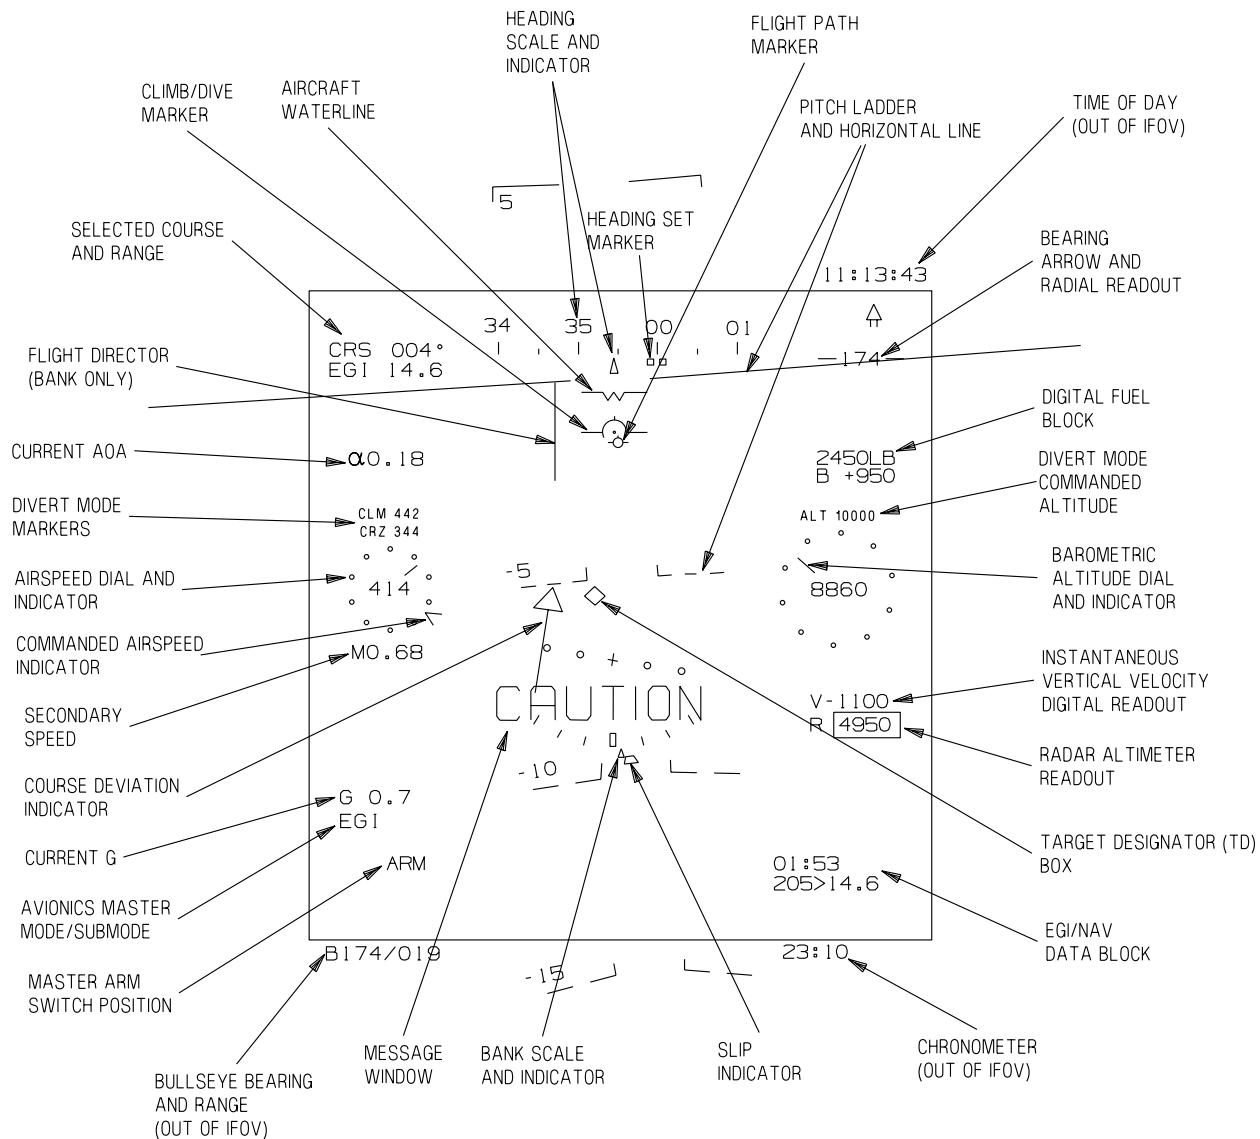 HEADING
SCALE AND
INDICATOR
FLIGHT PATH
MARKER
CLIMB/DIVE
MARKER
AIRCRAFT
WATERLINE
PITCH LADDER
AND HORIZONTAL LINE
TIME OF DAY
(OUT OF IFOV)
5
SELECTED COURSE
AND RANGE
HEADING SET
MARKER
BEARING
ARROW AND
RADIAL READOUT
11:13:43
34 35 00 01
CRS 004°
EGI 14.6
174
FLIGHT DIRECTOR
(BANK ONLY)
DIGITAL FUEL
BLOCK
CURRENT AOA
α0.18
2450LB
B +950
DIVERT MODE
COMMANDED
ALTITUDE
DIVERT MODE
MARKERS
CLM 442
CRZ 344
ALT 10000
AIRSPEED DIAL AND
INDICATOR
414
-5
8860
BAROMETRIC
ALTITUDE DIAL
AND INDICATOR
COMMANDED AIRSPEED
INDICATOR
M0.68
INSTANTANEOUS
VERTICAL VELOCITY
DIGITAL READOUT
SECONDARY
SPEED
CAUTION
V-1100
R 4950
RADAR ALTIMETER
READOUT
COURSE DEVIATION
INDICATOR
-10
G 0.7
EGI
CURRENT G
ARM
TARGET DESIGNATOR (TD)
BOX
01:53
205>14.6
AVIONICS MASTER
MODE/SUBMODE
EGI/NAV
DATA BLOCK
B174/019
23:10
-15
MASTER ARM
SWITCH POSITION
MESSAGE
WINDOW
BANK SCALE
AND INDICATOR
SLIP
INDICATOR
CHRONOMETER
(OUT OF IFOV)
BULLSEYE BEARING
AND RANGE
(OUT OF IFOV)